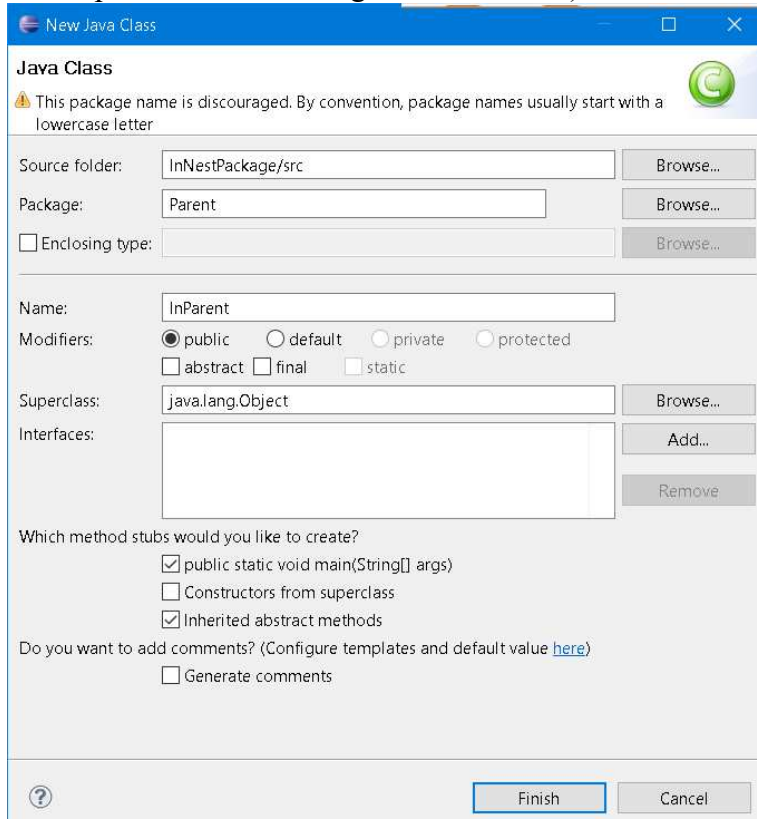 New Java Class
Java Class
This package name is discouraged. By convention, package names usually start with a
lowercase letter
Source folder: InNestPackage/src Browse...
Package: Parent Browse...
Enclosing type: Browse...
Name: InParent
Modifiers: public default private protected
abstract final static
Superclass: java.lang.Object Browse...
Interfaces: Add...
Remove
Which method stubs would you like to create?
public static void main(String[] args)
Constructors from superclass
Inherited abstract methods
Do you want to add comments? (Configure templates and default value here)
Generate comments
Finish Cancel